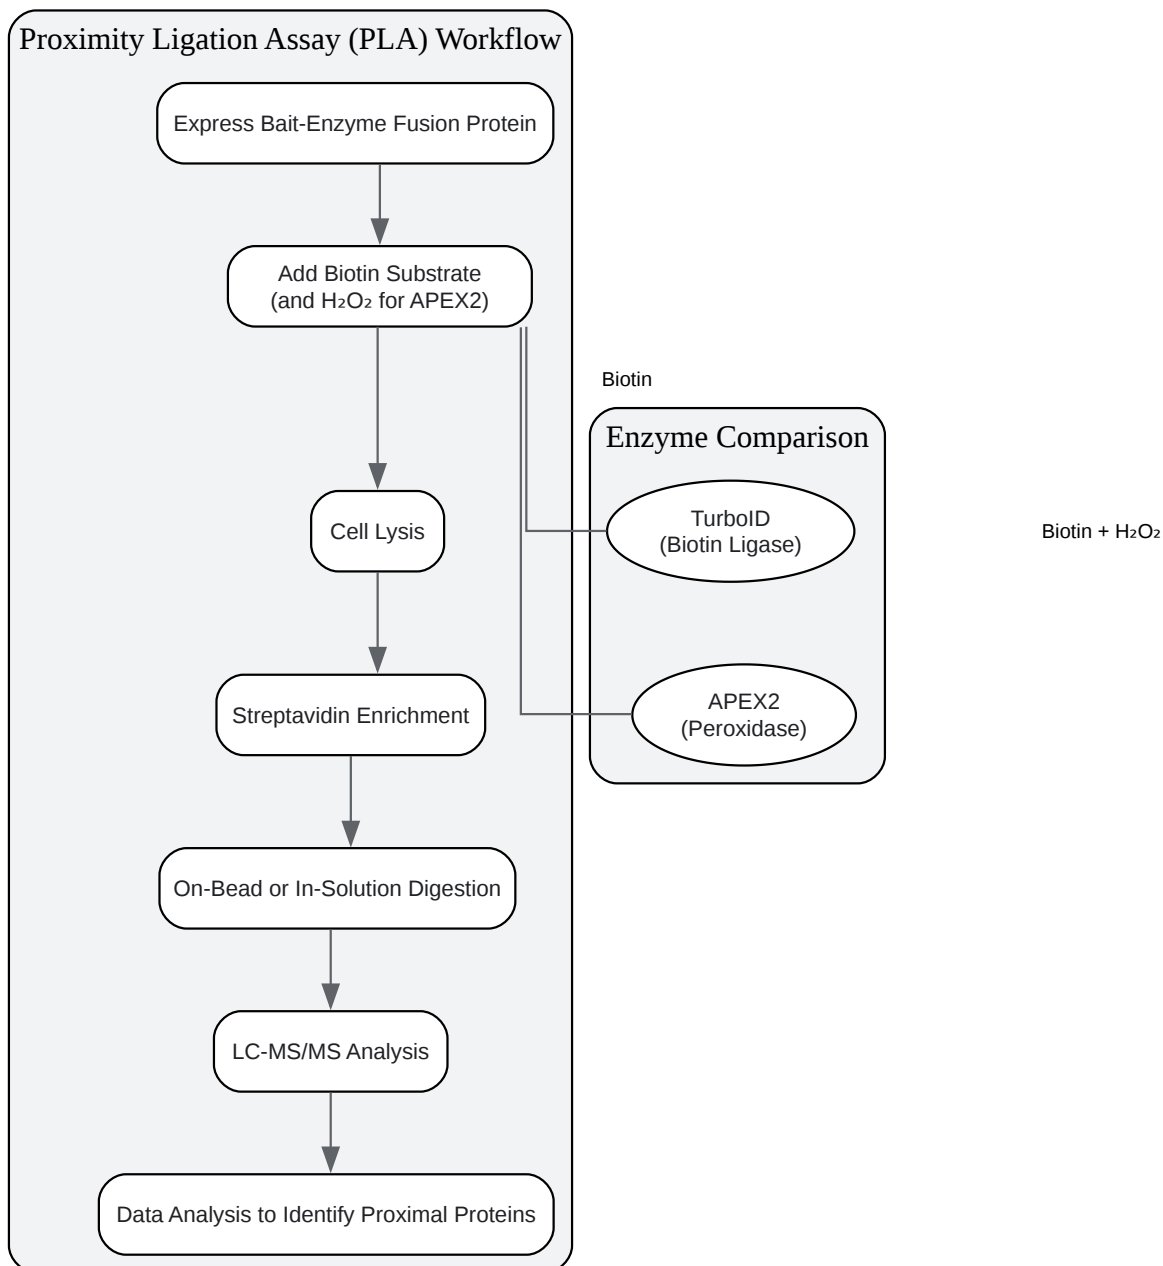 Proximity Ligation Assay (PLA) Workflow
Express Bait-Enzyme Fusion Protein
Add Biotin Substrate
(and H₂O₂ for APEX2)
Cell Lysis
Streptavidin Enrichment
On-Bead or In-Solution Digestion
LC-MS/MS Analysis
Data Analysis to Identify Proximal Proteins
Biotin
Enzyme Comparison
TurboID
(Biotin Ligase)
APEX2
(Peroxidase)
Biotin + H₂O₂